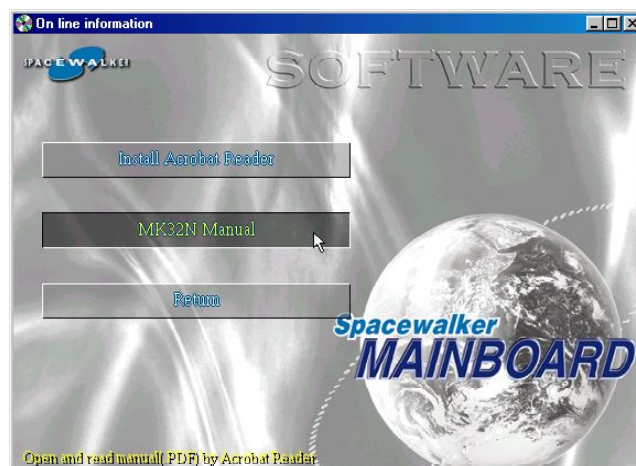 On line information
SPACEWALKER
SOFTWARE
Install Acrobat Reader
MK32N Manual
Return
Spacewalker
MAINBOARD
Open and read manual(.PDF) by Acrobat Reader